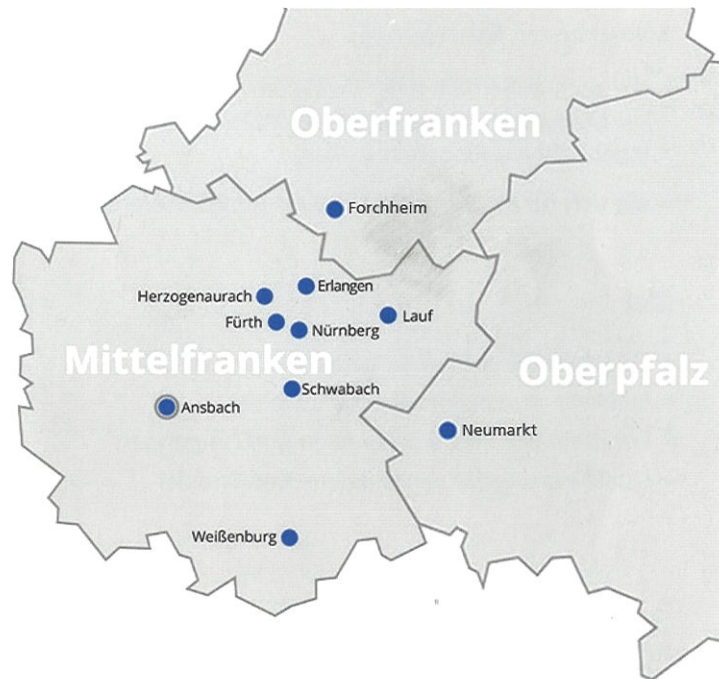 Oberfranken
Forchheim
Erlangen
Herzogenaurach
Lauf
Fürth
Nürnberg
Mittelfranken
Oberpfalz
Schwabach
Ansbach
Neumarkt
Weißenburg